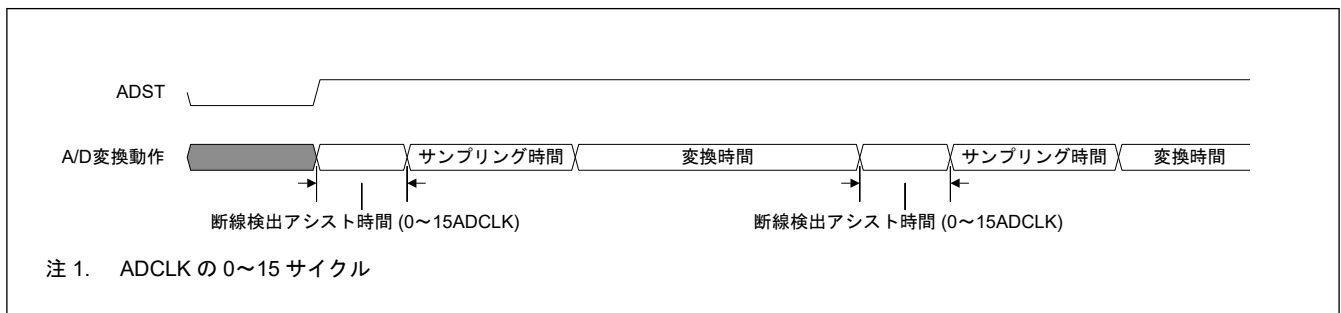 ADST
A/D変換動作 サンプリング時間 変換時間 サンプリング時間 変換時間
断線検出アシスト時間 (0～15ADCLK) 断線検出アシスト時間 (0～15ADCLK)
注 1. ADCLK の 0～15 サイクル